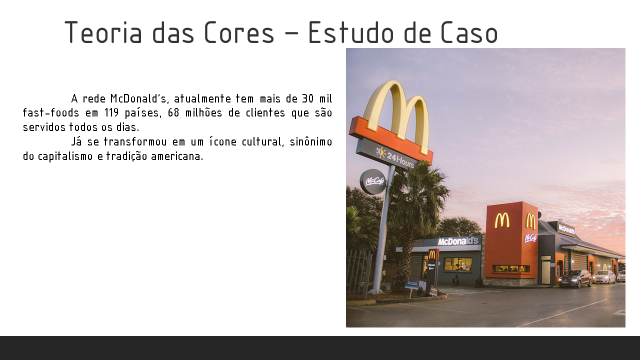 Teoria das Cores – Estudo de Caso
A rede McDonald's, atualmente tem mais de 30 mil
fast-foods em 119 países, 68 milhões de clientes que são
servidos todos os dias.
Já se transformou em um ícone cultural, sinônimo
do capitalismo e tradição americana.
24 Hours
McCafé
McDonald's
McCafé
McDonald's